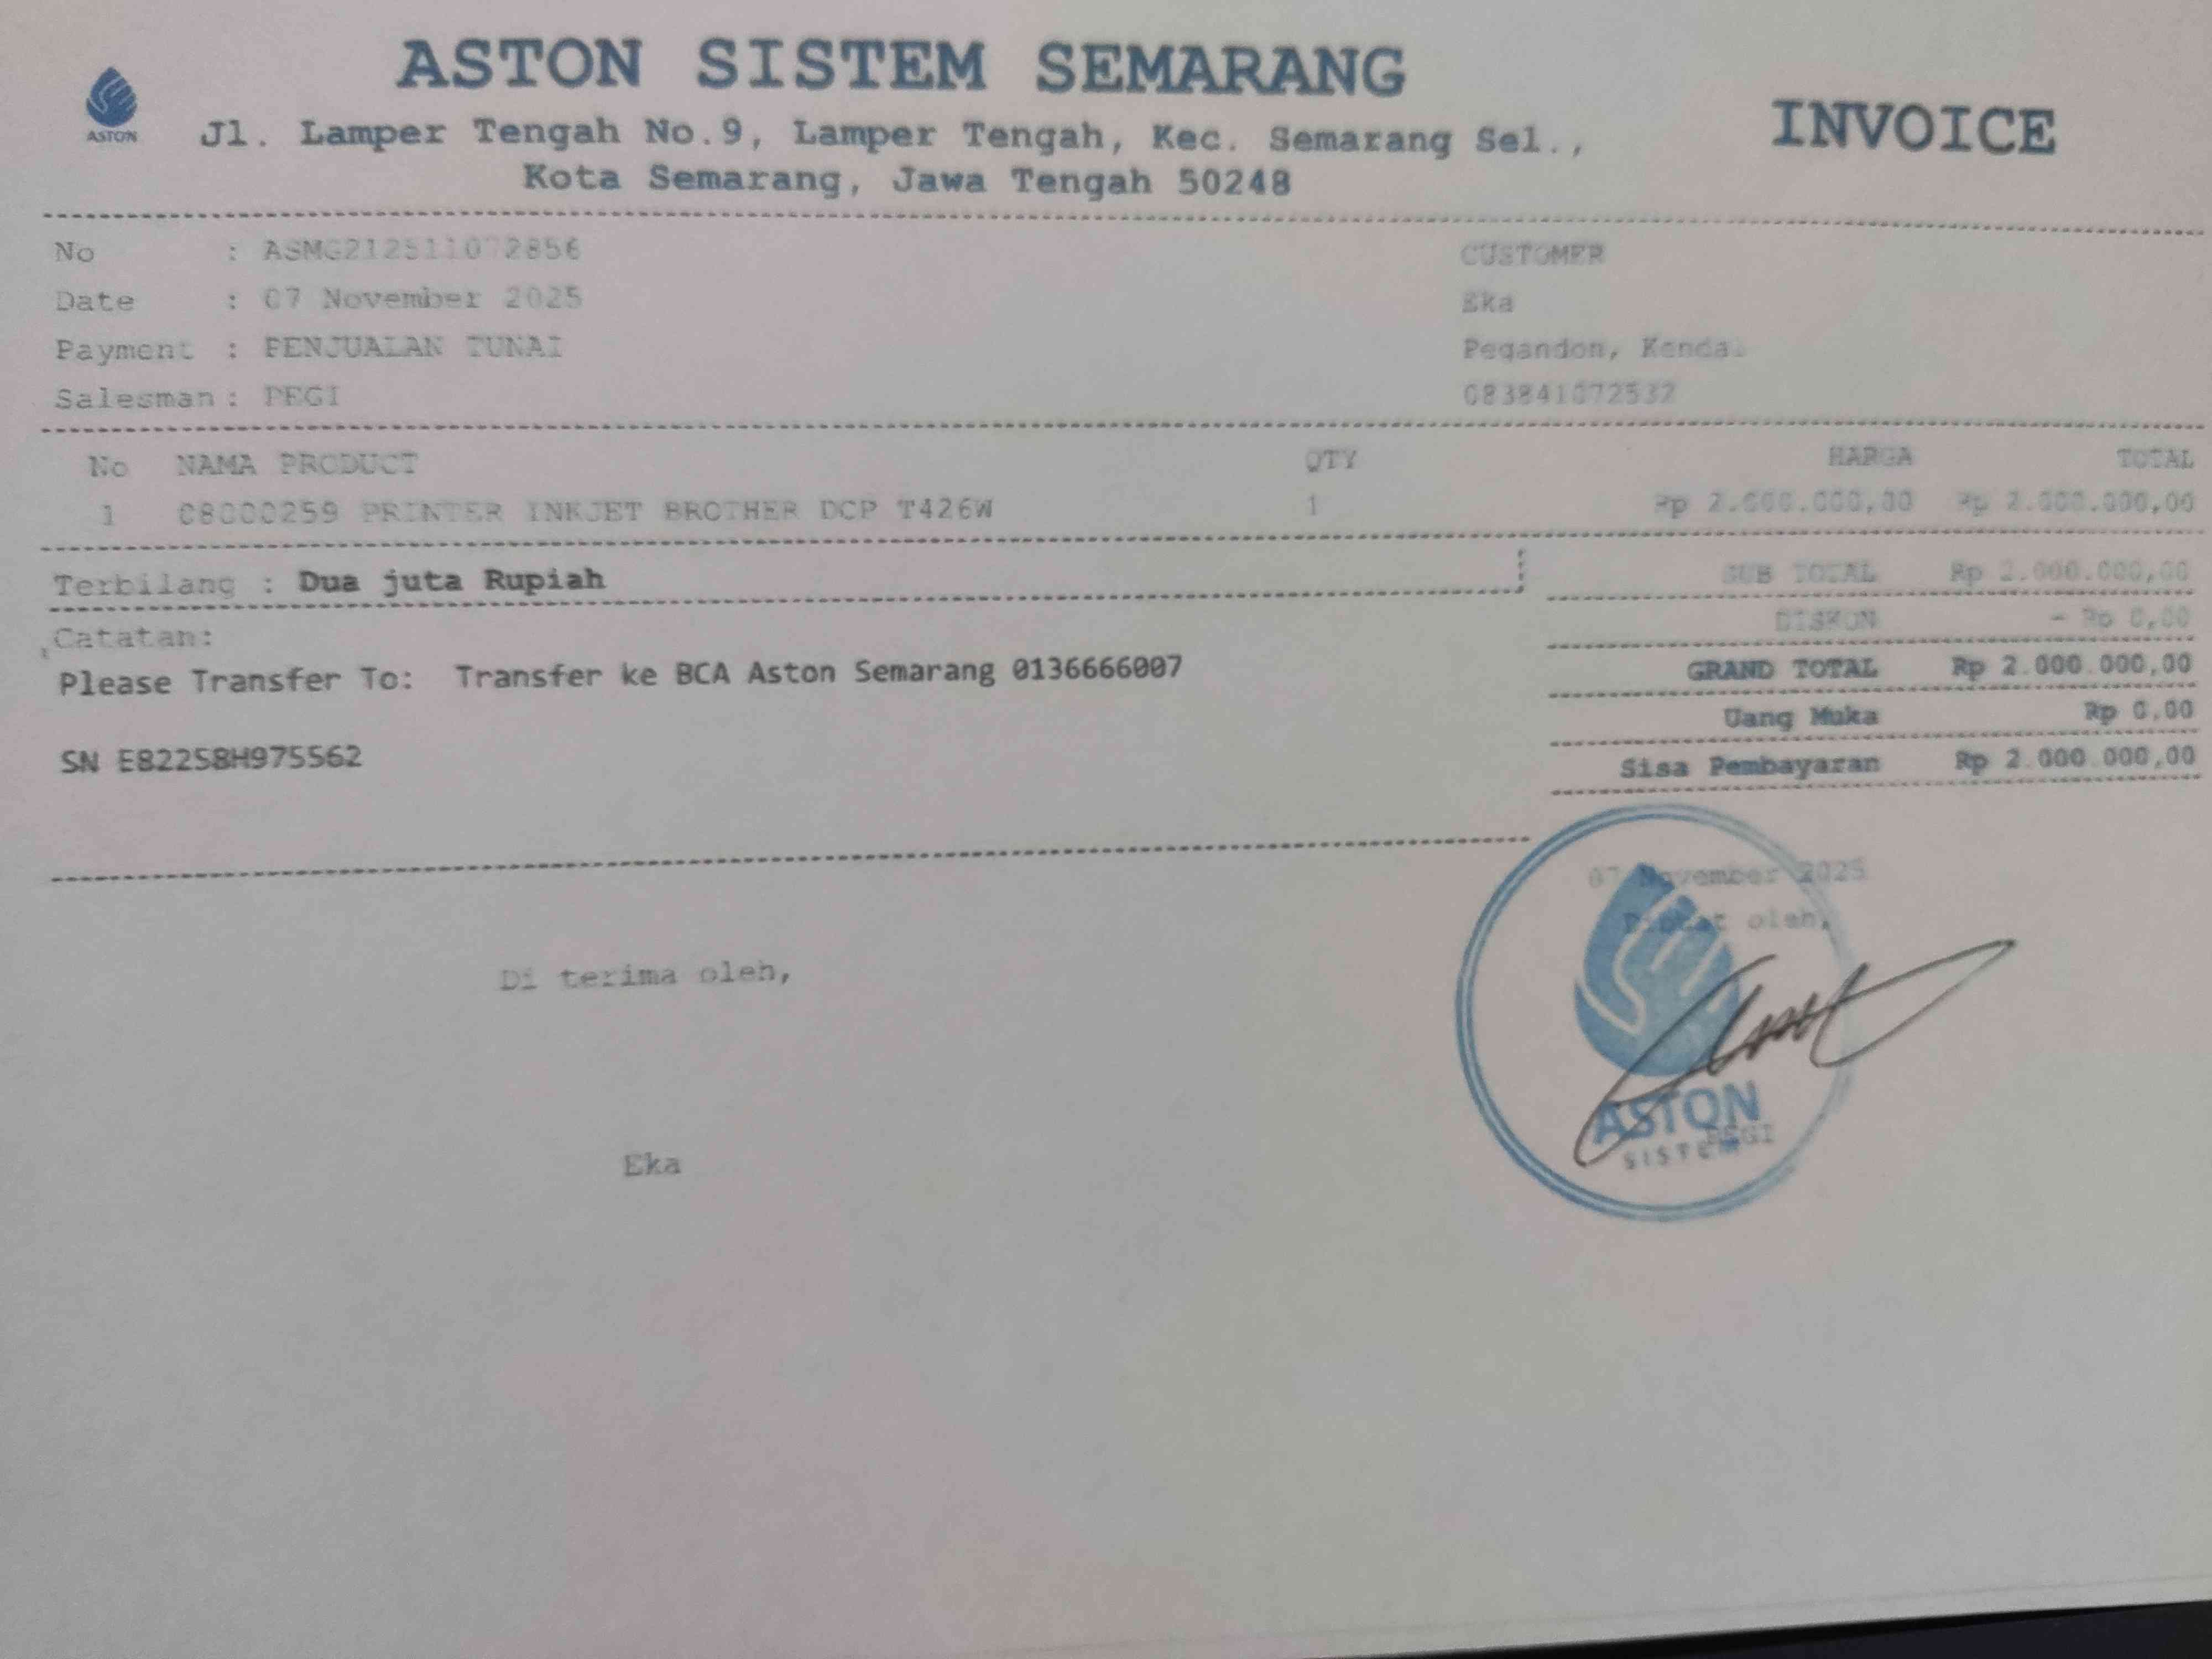 ASTON SISTEM SEMARANG
ASTON
Jl. Lamper Tengah No.9, Lamper Tengah, Kec. Semarang Sel.,
Kota Semarang, Jawa Tengah 50248
INVOICE
No : ASMG212511072856
Date : 07 November 2025
Payment : PENJUALAN TUNAI
Salesman : PEGI
CUSTOMER
Eka
Pegandon, Kendal
083841072532
No NAMA PRODUCT QTY HARGA TOTAL
1 08000259 PRINTER INKJET BROTHER DCP T426W 1 Rp 2.000.000,00 Rp 2.000.000,00
Terbilang : Dua juta Rupiah
Catatan:
Please Transfer To: Transfer ke BCA Aston Semarang 0136666007
SN E82258H975562
SUB TOTAL Rp 2.000.000,00
DISKON - Rp 0,00
GRAND TOTAL Rp 2.000.000,00
Uang Muka Rp 0,00
Sisa Pembayaran Rp 2.000.000,00
07 November 2025
Dibuat oleh,
Di terima oleh,
ASTON
SISTEM
PEGI
Eka